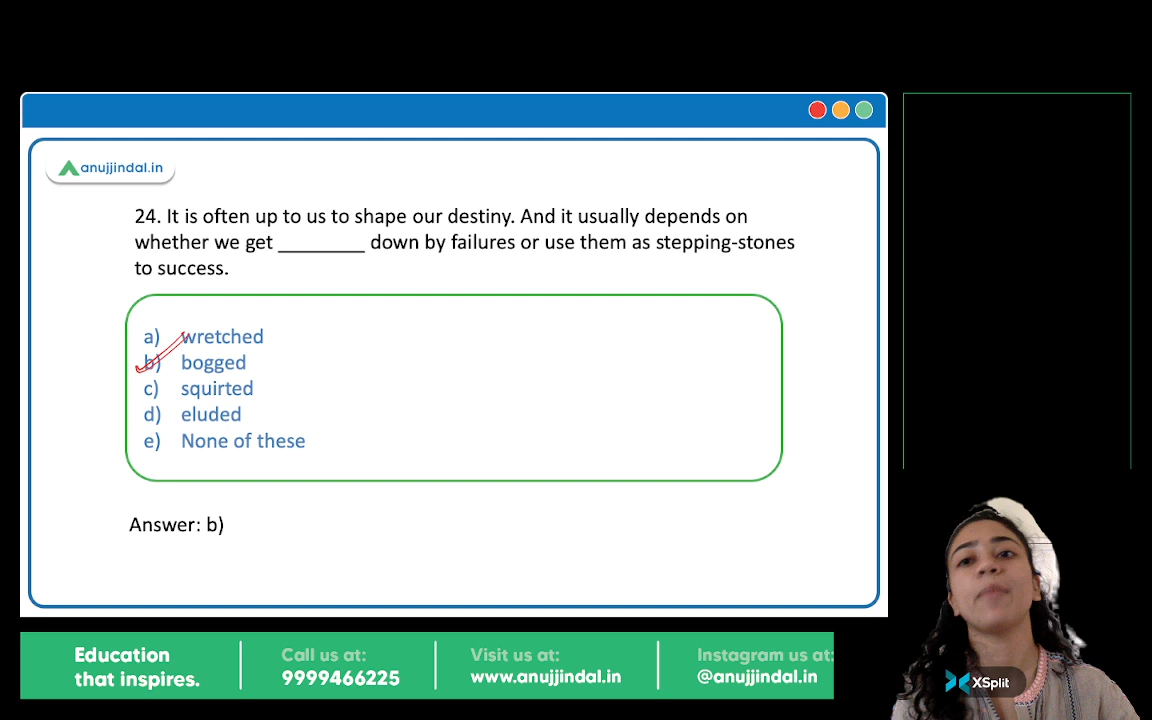 anujjindal.in
24. It is often up to us to shape our destiny. And it usually depends on
whether we get ________ down by failures or use them as stepping-stones
to success.
a) wretched
b) bogged
c) squirted
d) eluded
e) None of these
Answer: b)
Education
that inspires.
Call us at:
9999466225
Visit us at:
www.anujjindal.in
Instagram us at:
@anujjindal.in
XSplit